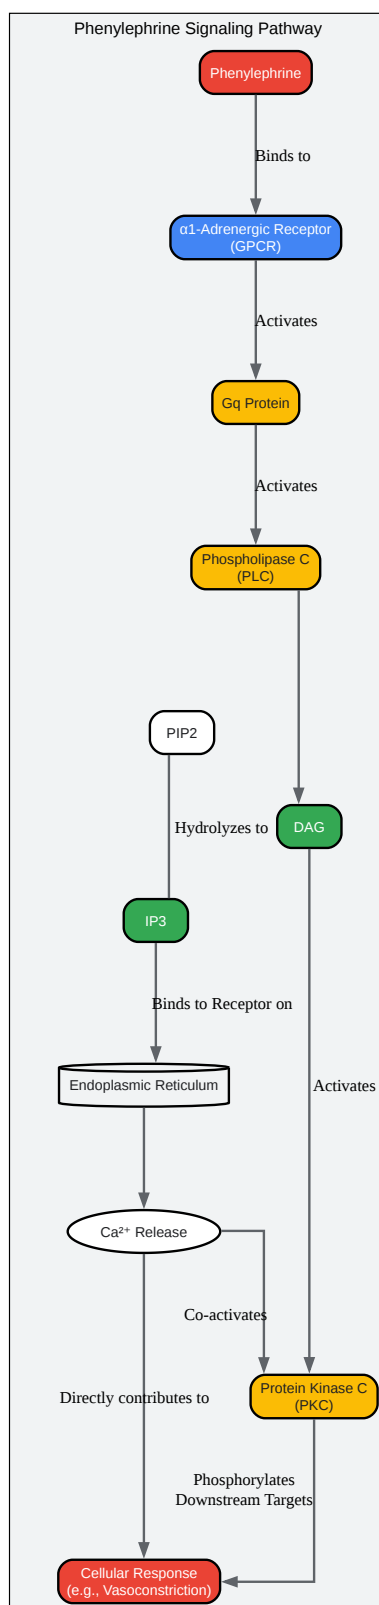 Phenylephrine Signaling Pathway
Phenylephrine
Binds to
α1-Adrenergic Receptor
(GPCR)
Activates
Gq Protein
Activates
Phospholipase C
(PLC)
PIP2
Hydrolyzes to
DAG
IP3
Binds to Receptor on
Endoplasmic Reticulum
Activates
Ca²⁺ Release
Co-activates
Protein Kinase C
(PKC)
Directly contributes to
Phosphorylates
Downstream Targets
Cellular Response
(e.g., Vasoconstriction)